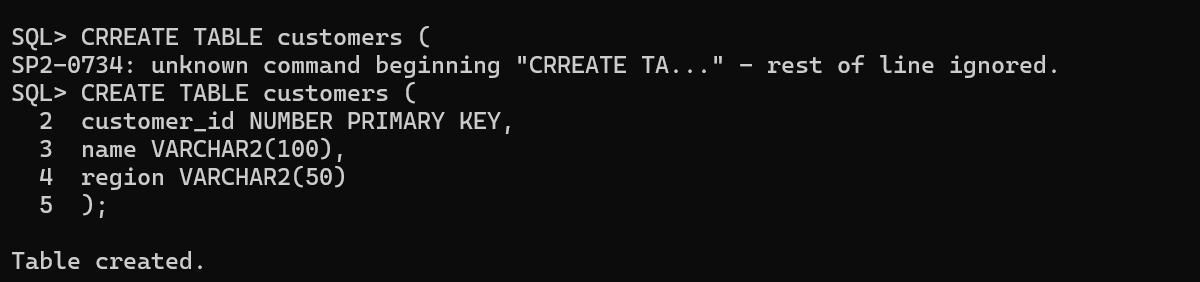 SQL> CRREATE TABLE customers (
SP2-0734: unknown command beginning "CRREATE TA..." - rest of line ignored.
SQL> CREATE TABLE customers (
  2  customer_id NUMBER PRIMARY KEY,
  3  name VARCHAR2(100),
  4  region VARCHAR2(50)
  5  );
Table created.